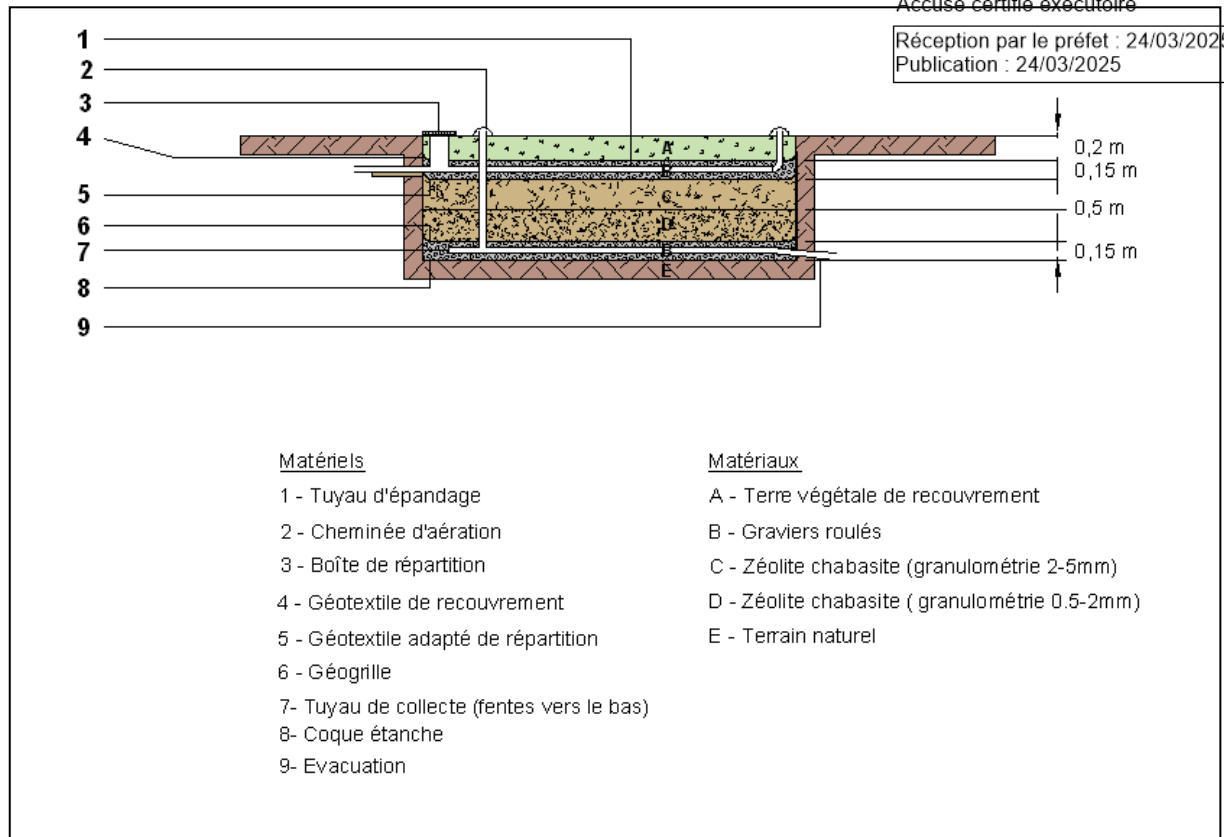 Accusé certifié exécutoire
Réception par le préfet : 24/03/2025
Publication : 24/03/2025
1
2
3
4
5
6
7
8
9
A
B
C
D
B
E
0,2 m
0,15 m
0,5 m
0,15 m
Matériels
1 - Tuyau d'épandage
2 - Cheminée d'aération
3 - Boîte de répartition
4 - Géotextile de recouvrement
5 - Géotextile adapté de répartition
6 - Géogrille
7- Tuyau de collecte (fentes vers le bas)
8- Coque étanche
9- Evacuation
Matériaux
A - Terre végétale de recouvrement
B - Graviers roulés
C - Zéolite chabasite (granulométrie 2-5mm)
D - Zéolite chabasite ( granulométrie 0.5-2mm)
E - Terrain naturel